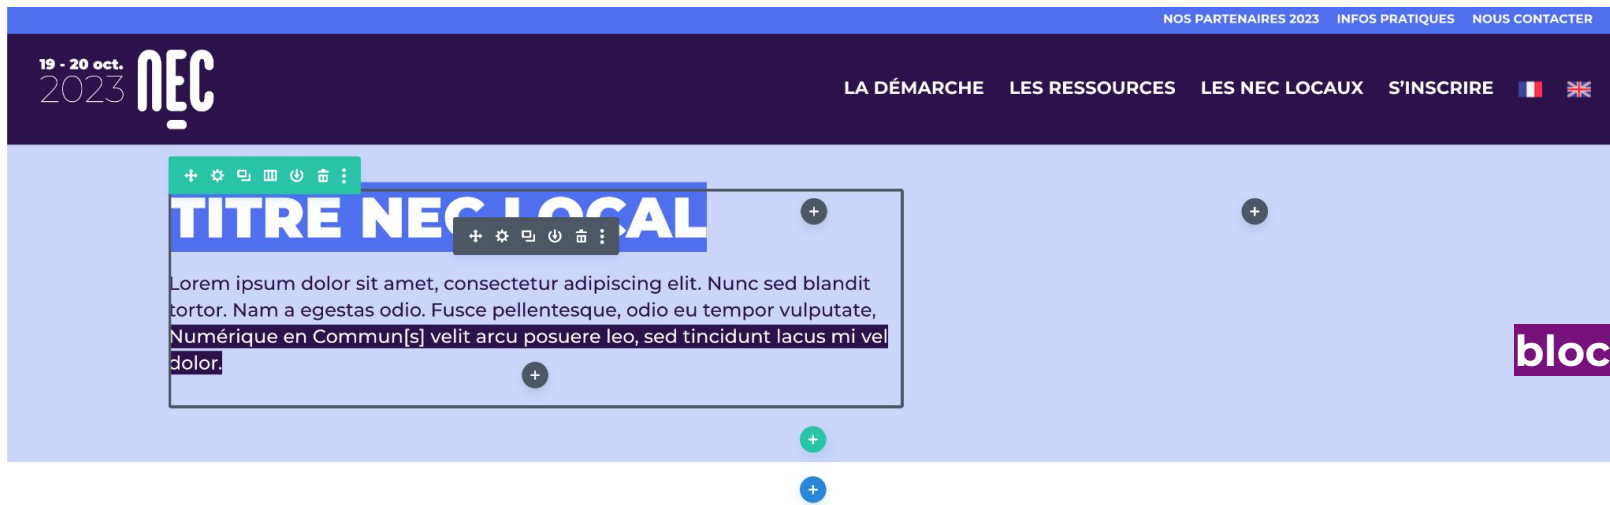 NOS PARTENAIRES 2023 INFOS PRATIQUES NOUS CONTACTER
19 - 20 oct.
2023 NEC
LA DÉMARCHE LES RESSOURCES LES NEC LOCAUX S'INSCRIRE
TITRE NEC LOCAL
Lorem ipsum dolor sit amet, consectetur adipiscing elit. Nunc sed blandit
tortor. Nam a egestas odio. Fusce pellentesque, odio eu tempor vulputate,
Numérique en Commun[s] velit arcu posuere leo, sed tincidunt lacus mi vel
dolor.
bloc